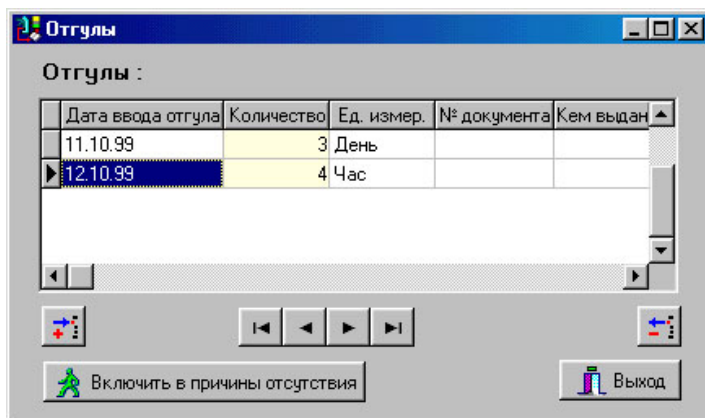 Отгулы
Отгулы :
Дата ввода отгула Количество Ед. измер. № документа Кем выдан
11.10.99 3 День
12.10.99 4 Час
Включить в причины отсутствия Выход